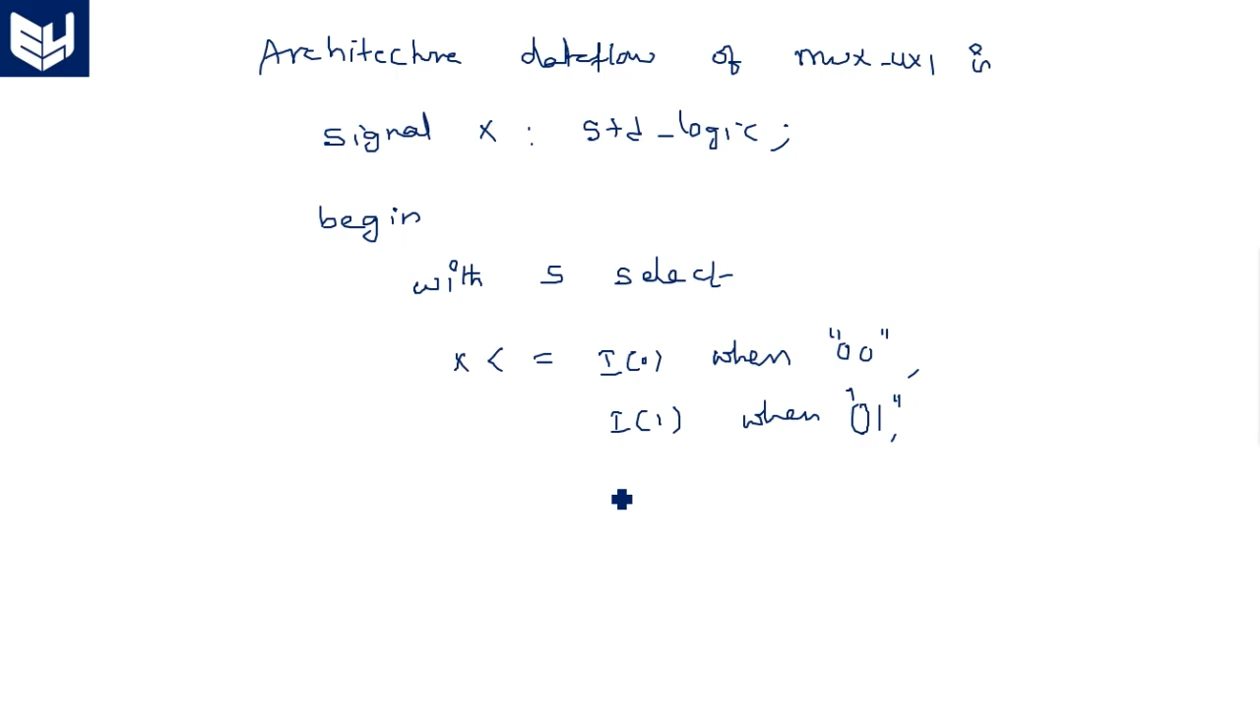 Architecture dataflow of mux_4x1 is
signal x : std_logic;
begin
with s select
x <= I(0) when "00",
I(1) when "01",